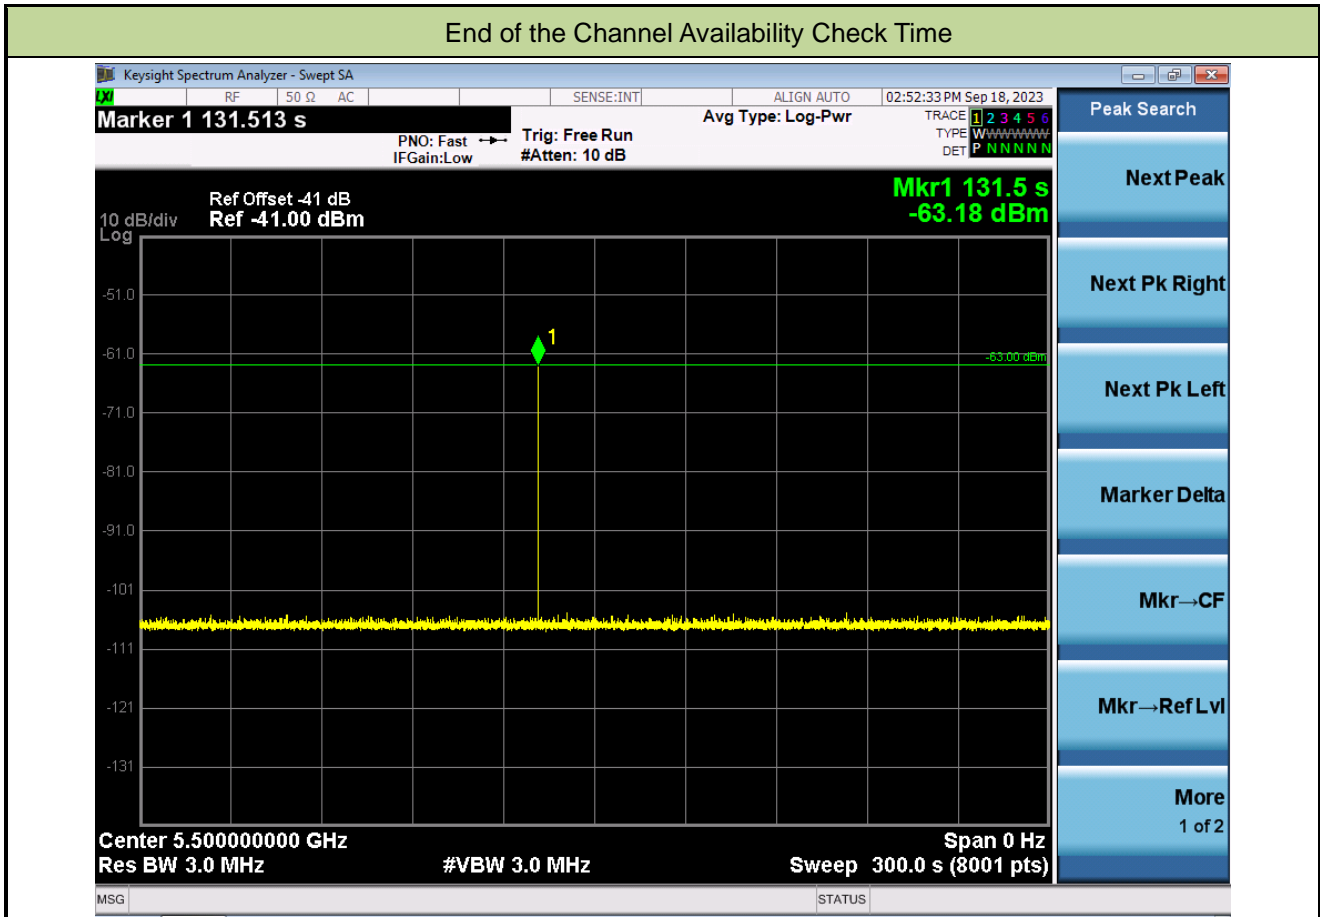 End of the Channel Availability Check Time
Keysight Spectrum Analyzer - Swept SA
LXI RF 50 Ω AC SENSE:INT ALIGN AUTO 02:52:33 PM Sep 18, 2023
Marker 1 131.513 s
PNO: Fast
IFGain:Low
Trig: Free Run
#Atten: 10 dB
Avg Type: Log-Pwr
TRACE 1 2 3 4 5 6
TYPE WWWWWW
DET P N N N N N
Mkr1 131.5 s
-63.18 dBm
Ref Offset -41 dB
10 dB/div Ref -41.00 dBm
Log
-51.0
1
-61.0
-63.00 dBm
-71.0
-81.0
-91.0
-101
-111
-121
-131
Center 5.500000000 GHz Span 0 Hz
Res BW 3.0 MHz #VBW 3.0 MHz Sweep 300.0 s (8001 pts)
MSG STATUS
Peak Search
Next Peak
Next Pk Right
Next Pk Left
Marker Delta
Mkr→CF
Mkr→Ref Lvl
More
1 of 2